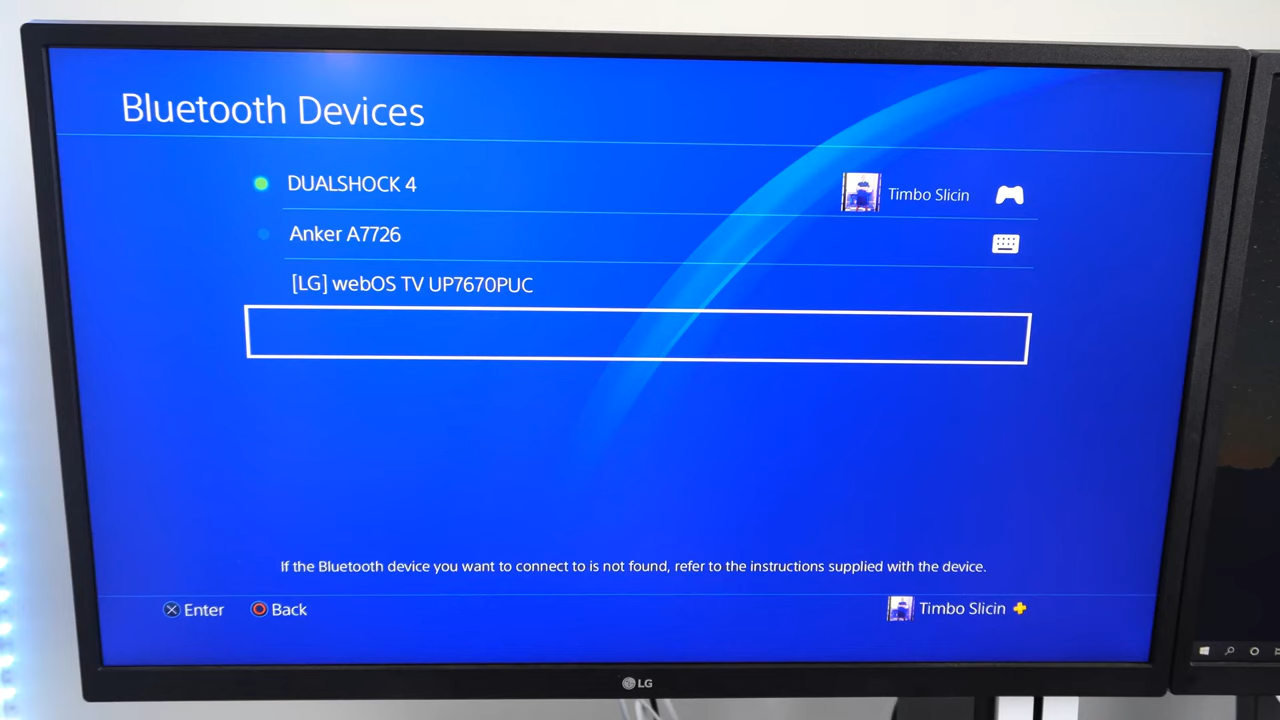 Bluetooth Devices
DUALSHOCK 4
Timbo Slicin
Anker A7726
[LG] webOS TV UP7670PUC
If the Bluetooth device you want to connect to is not found, refer to the instructions supplied with the device.
Enter
Back
Timbo Slicin
LG